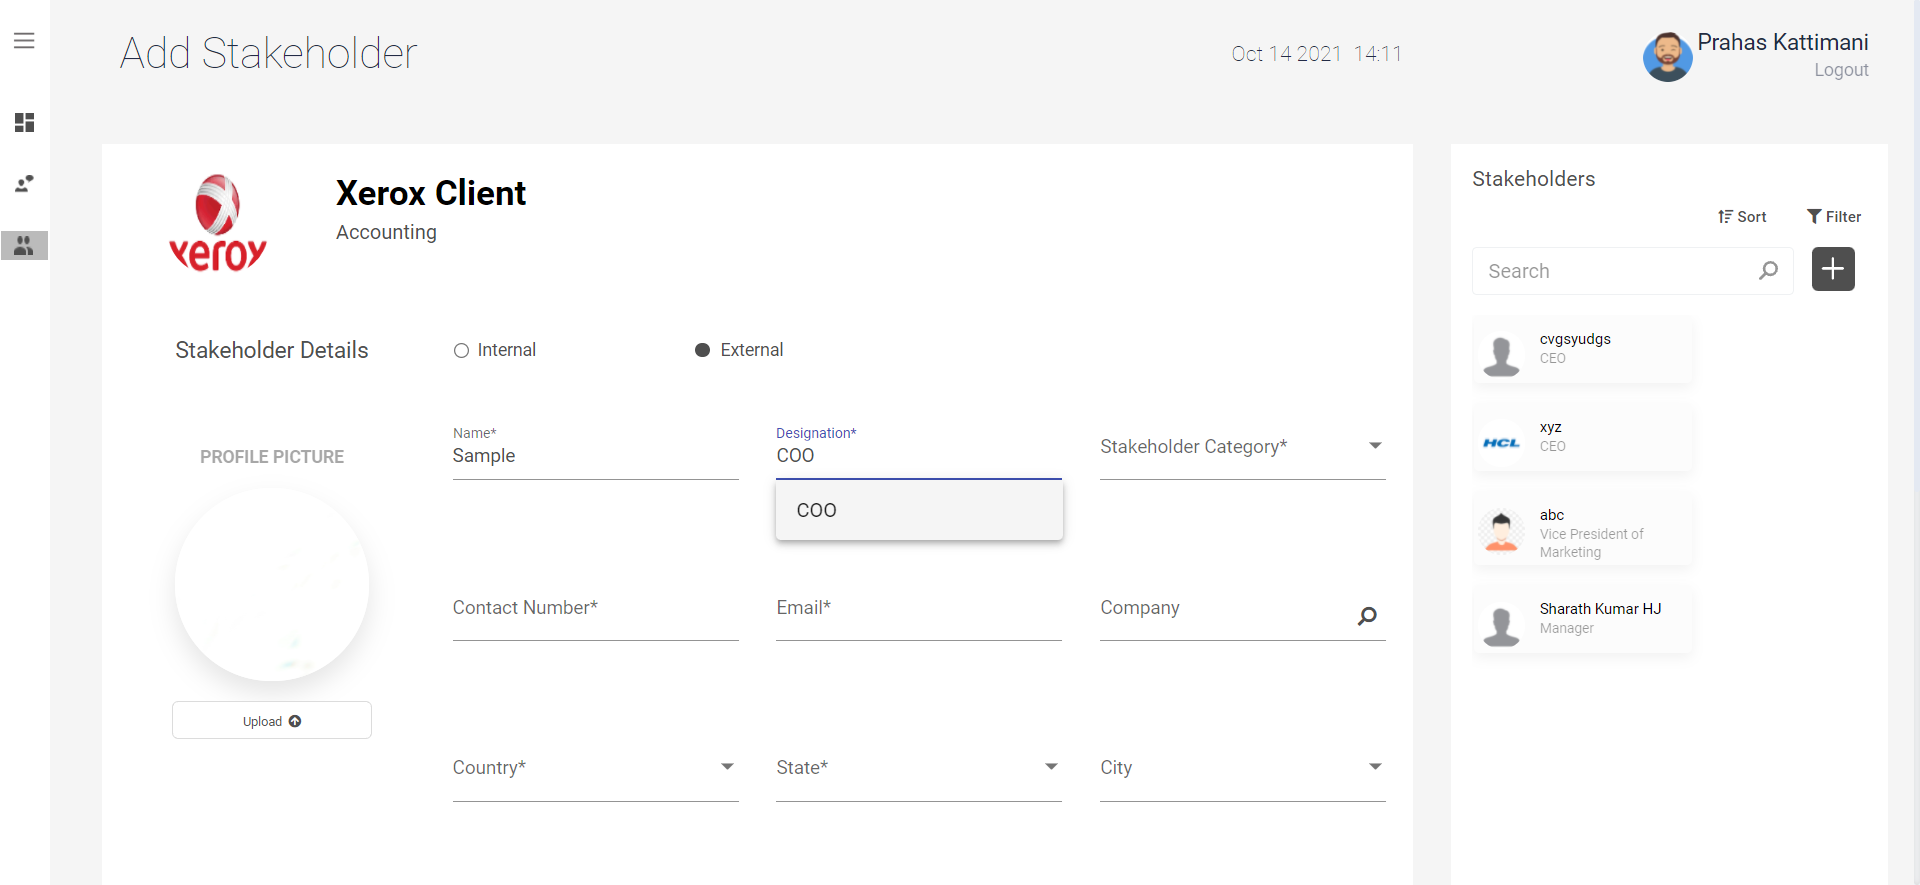 Add Stakeholder
Oct 14 2021 14:11
Prahas Kattimani
Logout
xeroy
Xerox Client
Accounting
Stakeholder Details
Internal
External
PROFILE PICTURE
Upload
Name*
Sample
Designation*
COO
COO
Stakeholder Category*
Contact Number*
Email*
Company
Country*
State*
City
Stakeholders
Sort
Filter
Search
cvgsyudgs
CEO
HCL
xyz
CEO
abc
Vice President of
Marketing
Sharath Kumar HJ
Manager